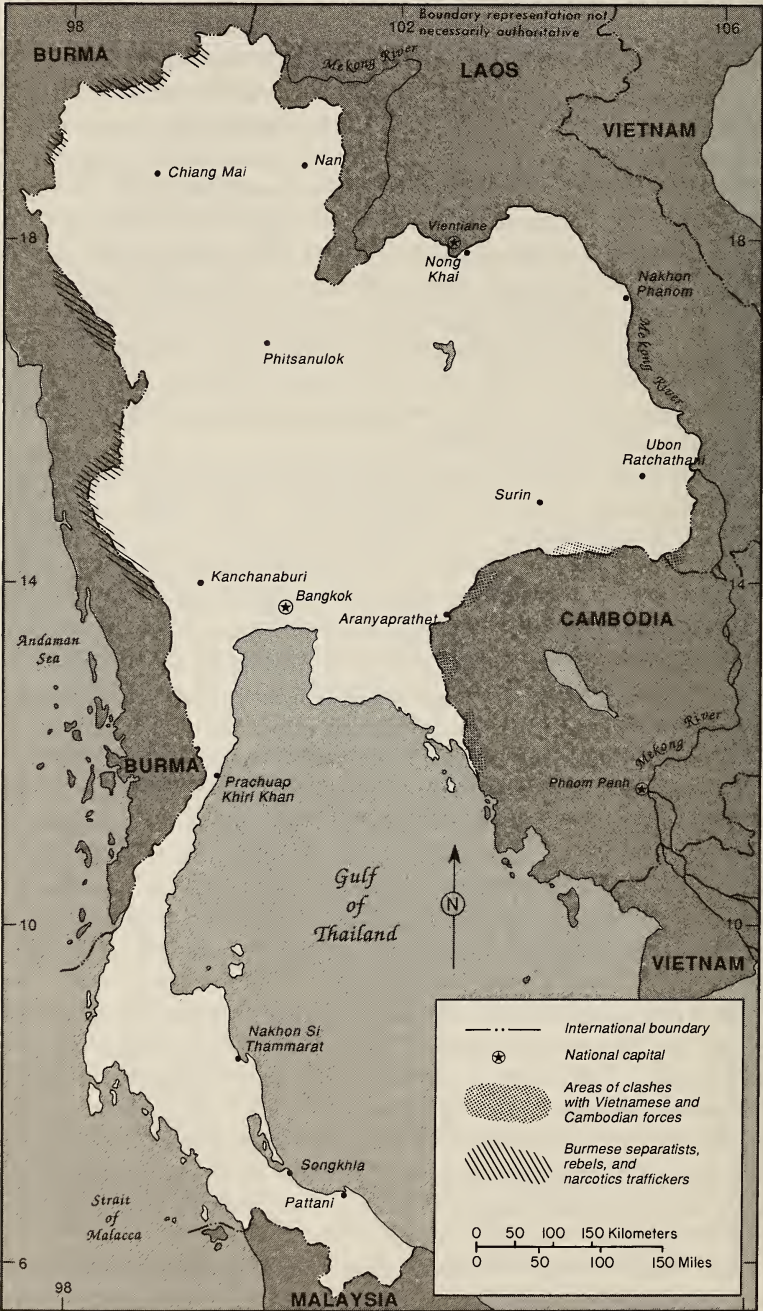 98
102
106
Boundary representation not
necessarily authoritative
BURMA
Mekong River
LAOS
VIETNAM
Chiang Mai
Nan
18
Vientiane
18
Nong
Khai
Nakhon
Phanom
Mekong River
Phitsanulok
Ubon
Ratchathani
Surin
14
Kanchanaburi
14
Bangkok
Aranyaprathet
CAMBODIA
Andaman
Sea
Mekong River
BURMA
Prachuap
Khiri Khan
Phnom Penh
Gulf
of
Thailand
N
10
10
VIETNAM
International boundary
National capital
Nakhon Si
Thammarat
Areas of clashes
with Vietnamese and
Cambodian forces
Burmese separatists,
rebels, and
narcotics traffickers
Songkhla
Pattani
Strait
of
Malacca
0 50 100 150 Kilometers
0 50 100 150 Miles
6
98
MALAYSIA